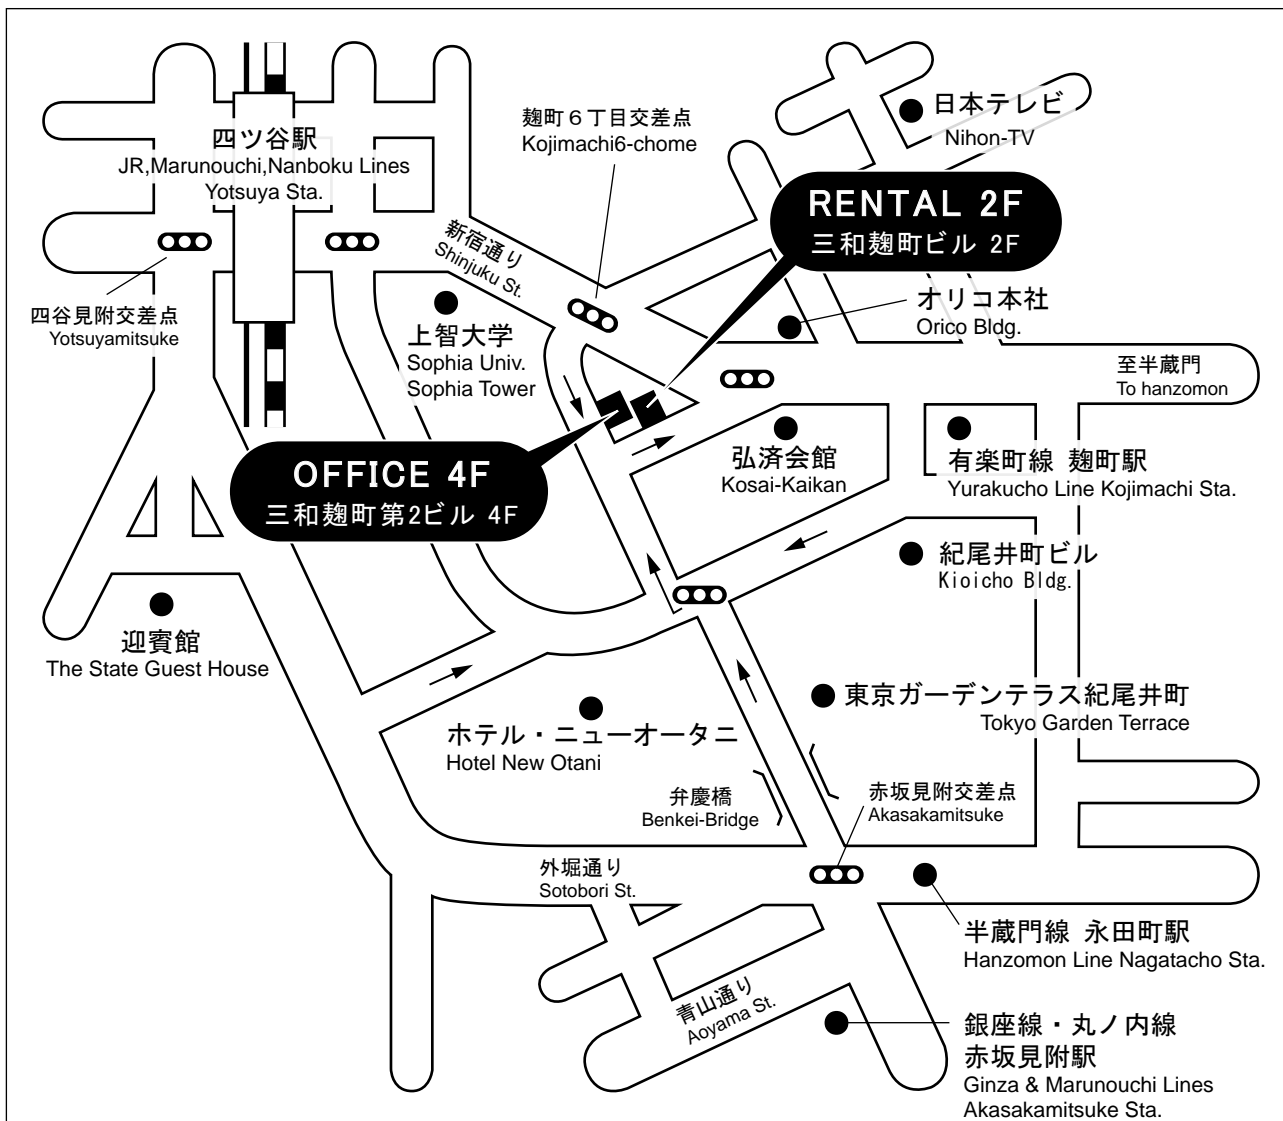 日本テレビ
Nihon-TV
麹町６丁目交差点
Kojimachi6-chome
四ツ谷駅
JR,Marunouchi,Nanboku Lines
Yotsuya Sta.
RENTAL 2F
三和麹町ビル 2F
新宿通り
Shinjuku St.
四谷見附交差点
Yotsuyamitsuke
上智大学
Sophia Univ.
Sophia Tower
オリコ本社
Orico Bldg.
至半蔵門
To hanzomon
OFFICE 4F
三和麹町第2ビル 4F
弘済会館
Kosai-Kaikan
有楽町線 麹町駅
Yurakucho Line Kojimachi Sta.
紀尾井町ビル
Kioicho Bldg.
迎賓館
The State Guest House
東京ガーデンテラス紀尾井町
Tokyo Garden Terrace
ホテル・ニューオータニ
Hotel New Otani
弁慶橋
Benkei-Bridge
赤坂見附交差点
Akasakamitsuke
外堀通り
Sotobori St.
半蔵門線 永田町駅
Hanzomon Line Nagatacho Sta.
青山通り
Aoyama St.
銀座線・丸ノ内線
赤坂見附駅
Ginza & Marunouchi Lines
Akasakamitsuke Sta.